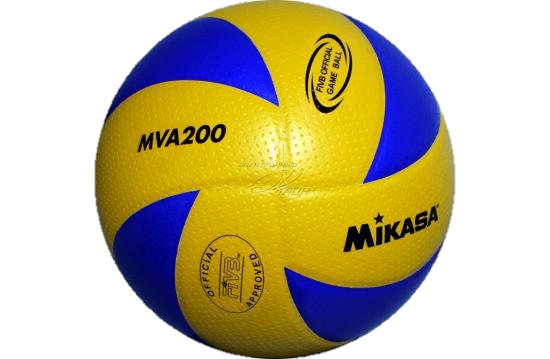 FIVB OFFICIAL
GAME BALL
MVA200
MIKASA
OFFICIAL
FIVB
APPROVED